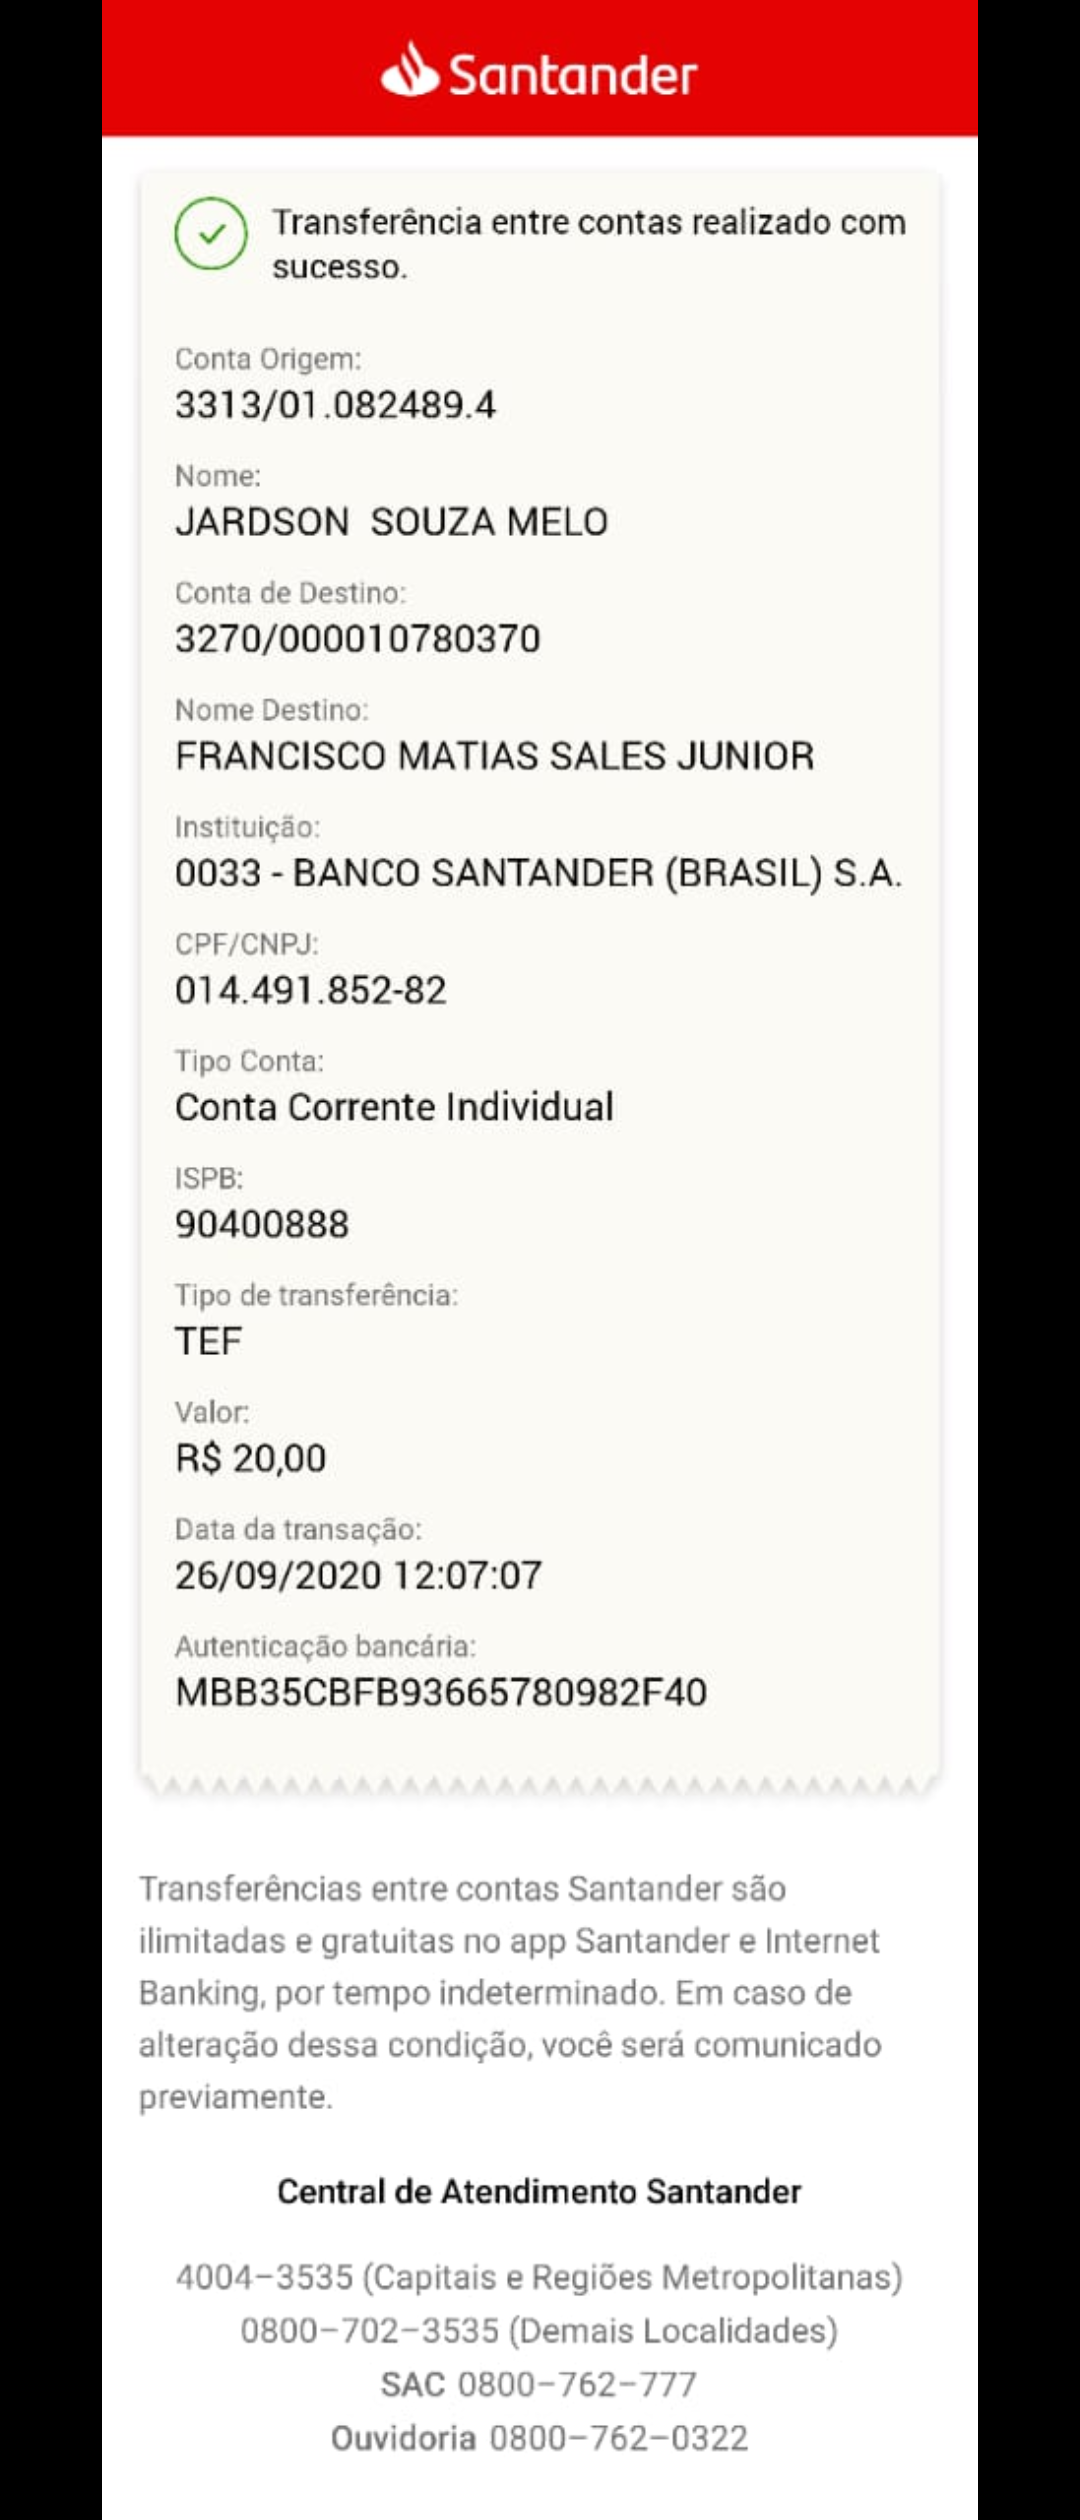 Santander
Transferência entre contas realizado com
sucesso.
Conta Origem:
3313/01.082489.4
Nome:
JARDSON  SOUZA MELO
Conta de Destino:
3270/000010780370
Nome Destino:
FRANCISCO MATIAS SALES JUNIOR
Instituição:
0033 - BANCO SANTANDER (BRASIL) S.A.
CPF/CNPJ:
014.491.852-82
Tipo Conta:
Conta Corrente Individual
ISPB:
90400888
Tipo de transferência:
TEF
Valor:
R$ 20,00
Data da transação:
26/09/2020 12:07:07
Autenticação bancária:
MBB35CBFB93665780982F40
Transferências entre contas Santander são
ilimitadas e gratuitas no app Santander e Internet
Banking, por tempo indeterminado. Em caso de
alteração dessa condição, você será comunicado
previamente.
Central de Atendimento Santander
4004–3535 (Capitais e Regiões Metropolitanas)
0800–702–3535 (Demais Localidades)
SAC 0800–762–777
Ouvidoria 0800–762–0322